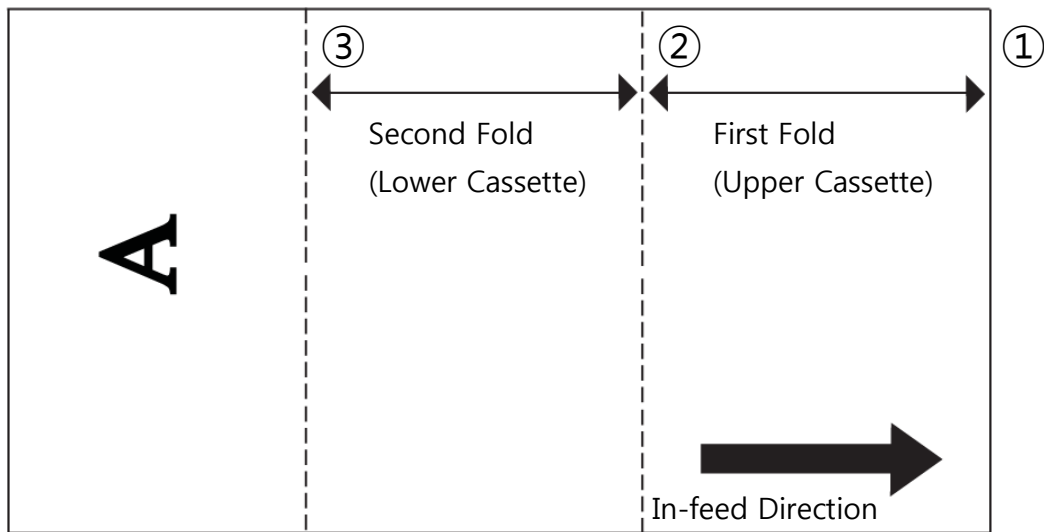 ③
②
①
Second Fold
(Lower Cassette)
First Fold
(Upper Cassette)
A
In-feed Direction